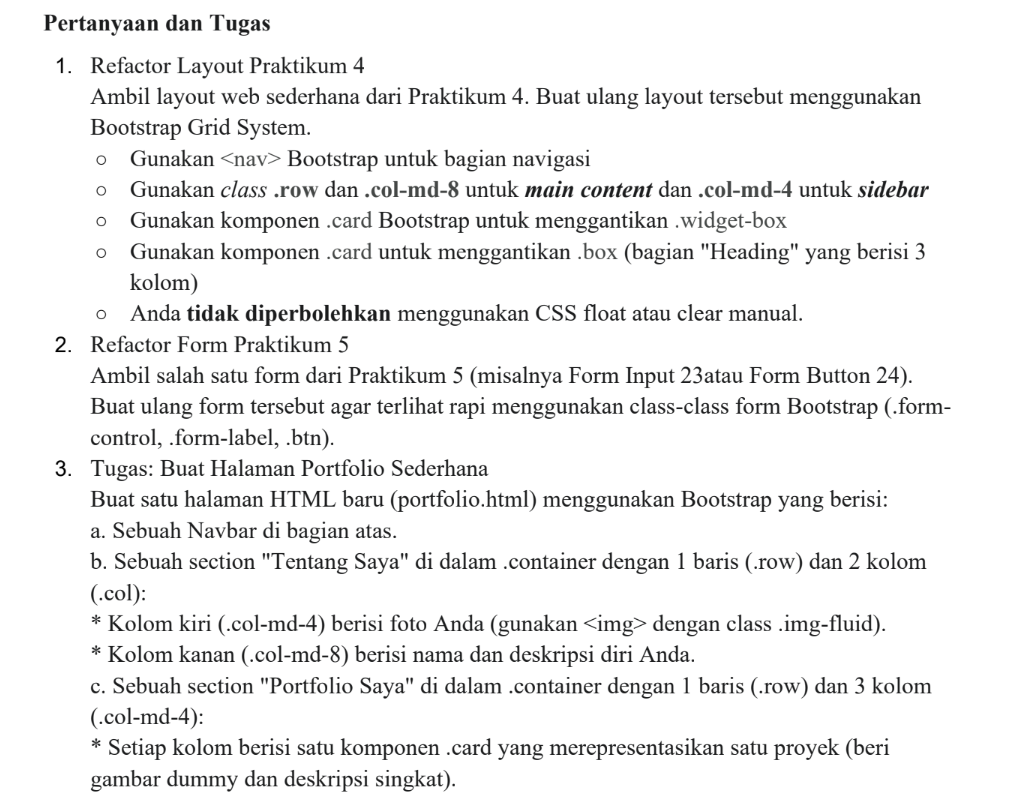 Pertanyaan dan Tugas
1. Refactor Layout Praktikum 4
Ambil layout web sederhana dari Praktikum 4. Buat ulang layout tersebut menggunakan
Bootstrap Grid System.
○ Gunakan <nav> Bootstrap untuk bagian navigasi
○ Gunakan class .row dan .col-md-8 untuk main content dan .col-md-4 untuk sidebar
○ Gunakan komponen .card Bootstrap untuk menggantikan .widget-box
○ Gunakan komponen .card untuk menggantikan .box (bagian "Heading" yang berisi 3
kolom)
○ Anda tidak diperbolehkan menggunakan CSS float atau clear manual.
2. Refactor Form Praktikum 5
Ambil salah satu form dari Praktikum 5 (misalnya Form Input 23atau Form Button 24).
Buat ulang form tersebut agar terlihat rapi menggunakan class-class form Bootstrap (.form-
control, .form-label, .btn).
3. Tugas: Buat Halaman Portfolio Sederhana
Buat satu halaman HTML baru (portfolio.html) menggunakan Bootstrap yang berisi:
a. Sebuah Navbar di bagian atas.
b. Sebuah section "Tentang Saya" di dalam .container dengan 1 baris (.row) dan 2 kolom
(.col):
* Kolom kiri (.col-md-4) berisi foto Anda (gunakan <img> dengan class .img-fluid).
* Kolom kanan (.col-md-8) berisi nama dan deskripsi diri Anda.
c. Sebuah section "Portfolio Saya" di dalam .container dengan 1 baris (.row) dan 3 kolom
(.col-md-4):
* Setiap kolom berisi satu komponen .card yang merepresentasikan satu proyek (beri
gambar dummy dan deskripsi singkat).